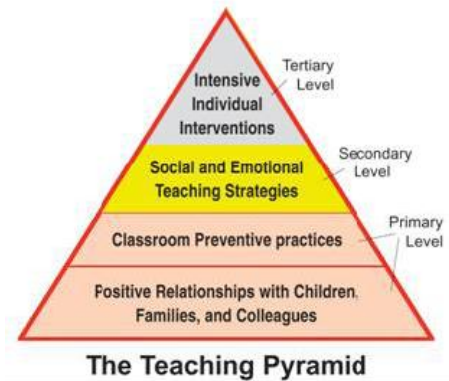 Intensive
Individual
Interventions
Tertiary
Level
Social and Emotional
Teaching Strategies
Secondary
Level
Classroom Preventive practices
Primary
Level
Positive Relationships with Children,
Families, and Colleagues
The Teaching Pyramid